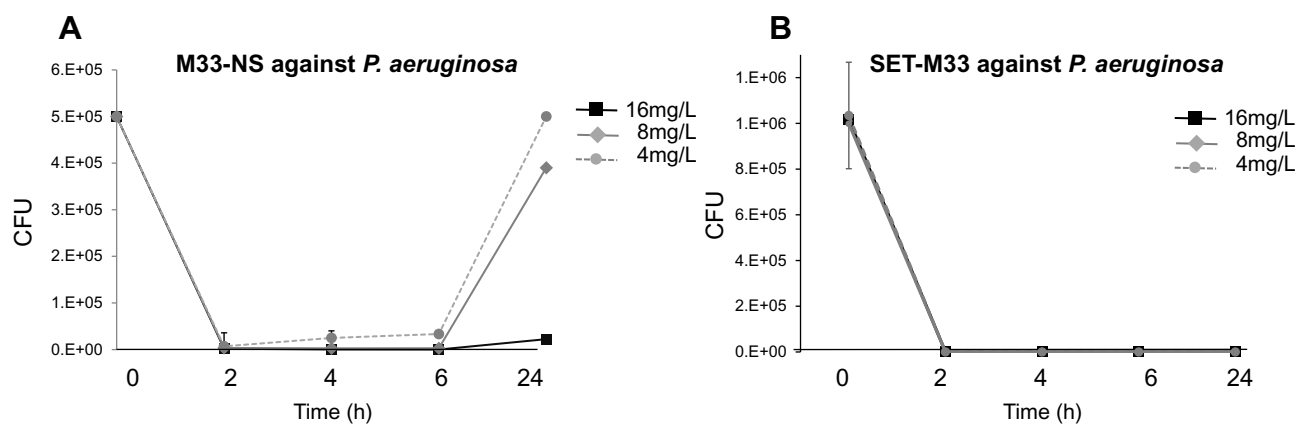 A
M33-NS against P. aeruginosa
6.E+05
5.E+05
4.E+05
3.E+05
2.E+05
1.E+05
0.E+00
CFU
0 2 4 6 24
Time (h)
16mg/L
8mg/L
4mg/L
B
SET-M33 against P. aeruginosa
1.E+06
1.E+06
8.E+05
6.E+05
4.E+05
2.E+05
0.E+00
CFU
0 2 4 6 24
Time (h)
16mg/L
8mg/L
4mg/L